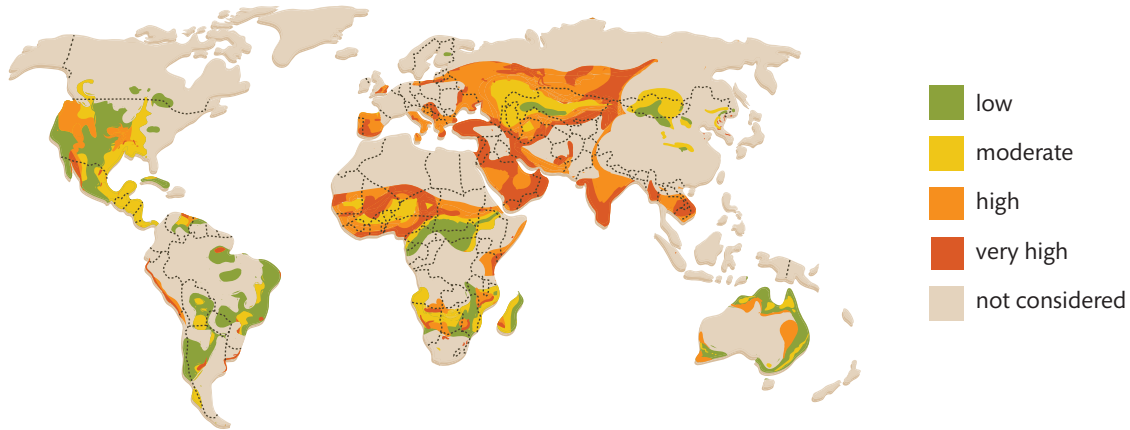 low
moderate
high
very high
not considered